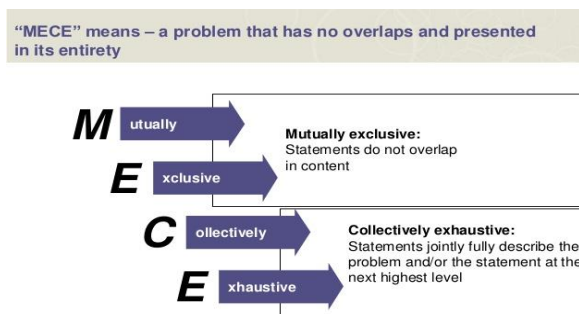 “MECE” means – a problem that has no overlaps and presented
in its entirety
M utually
Mutually exclusive:
Statements do not overlap
in content
E xclusive
C ollectively
Collectively exhaustive:
Statements jointly fully describe the
problem and/or the statement at the
next highest level
E xhaustive